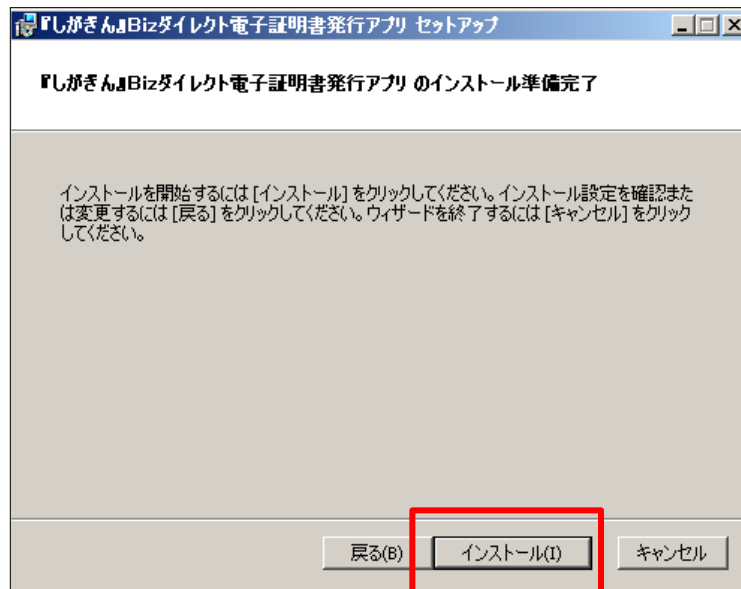 『しがぎん』Bizダイレクト電子証明書発行アプリ セットアップ
『しがぎん』Bizダイレクト電子証明書発行アプリ のインストール準備完了
インストールを開始するには [インストール] をクリックしてください。インストール設定を確認また
は変更するには [戻る] をクリックしてください。ウィザードを終了するには [キャンセル] をクリック
してください。
戻る(B) インストール(I) キャンセル